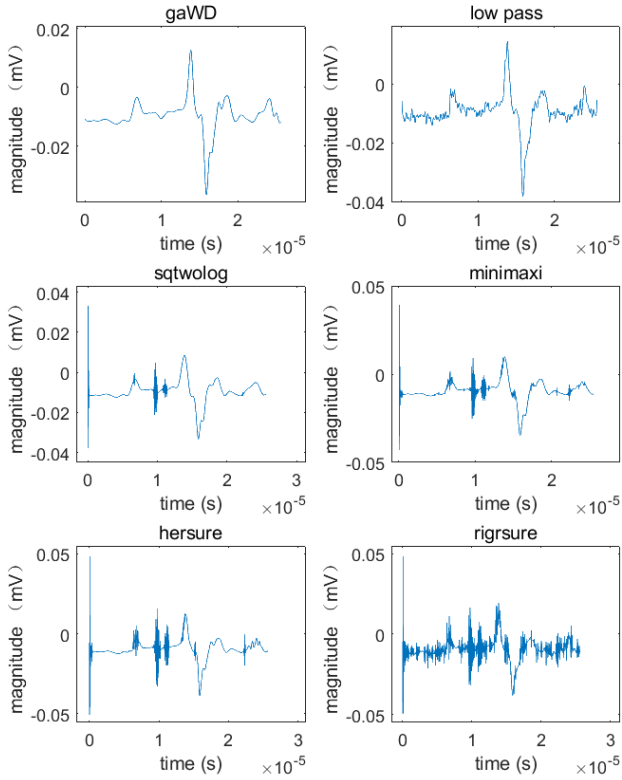 gaWD
0.02
0
-0.02
magnitude （mV）
0 1 2
time (s)
×10-5
low pass
0
-0.02
-0.04
magnitude （mV）
0 1 2
time (s)
×10-5
sqtwolog
0.04
0.02
0
-0.02
-0.04
magnitude （mV）
0 1 2 3
time (s)
×10-5
minimaxi
0.05
0
-0.05
magnitude （mV）
0 1 2 3
time (s)
×10-5
hersure
0.05
0
-0.05
magnitude （mV）
0 1 2 3
time (s)
×10-5
rigrsure
0.05
0
-0.05
magnitude （mV）
0 1 2 3
time (s)
×10-5